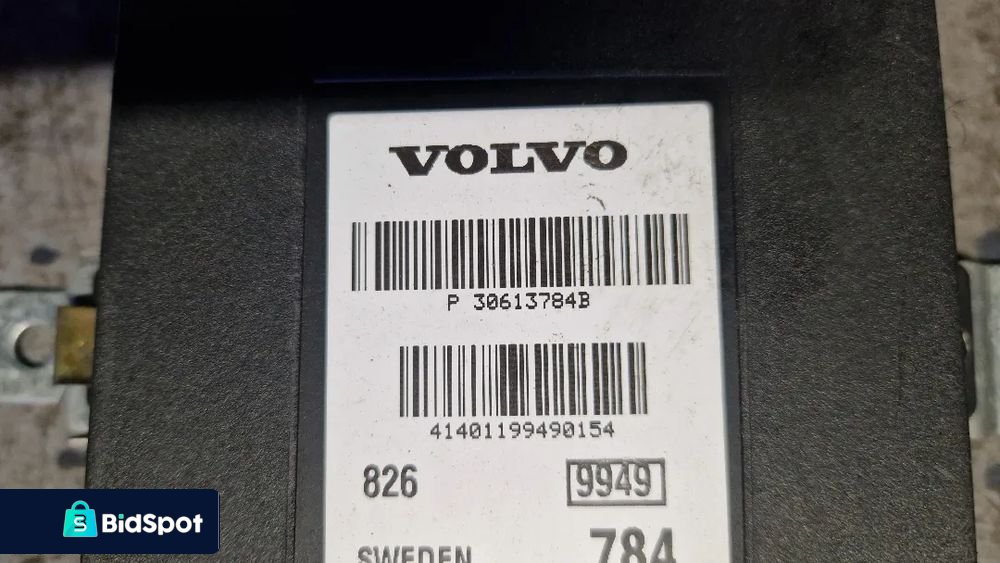 VOLVO
P 30613784B
41401199490154
826 9949
SWEDEN 784
BidSpot